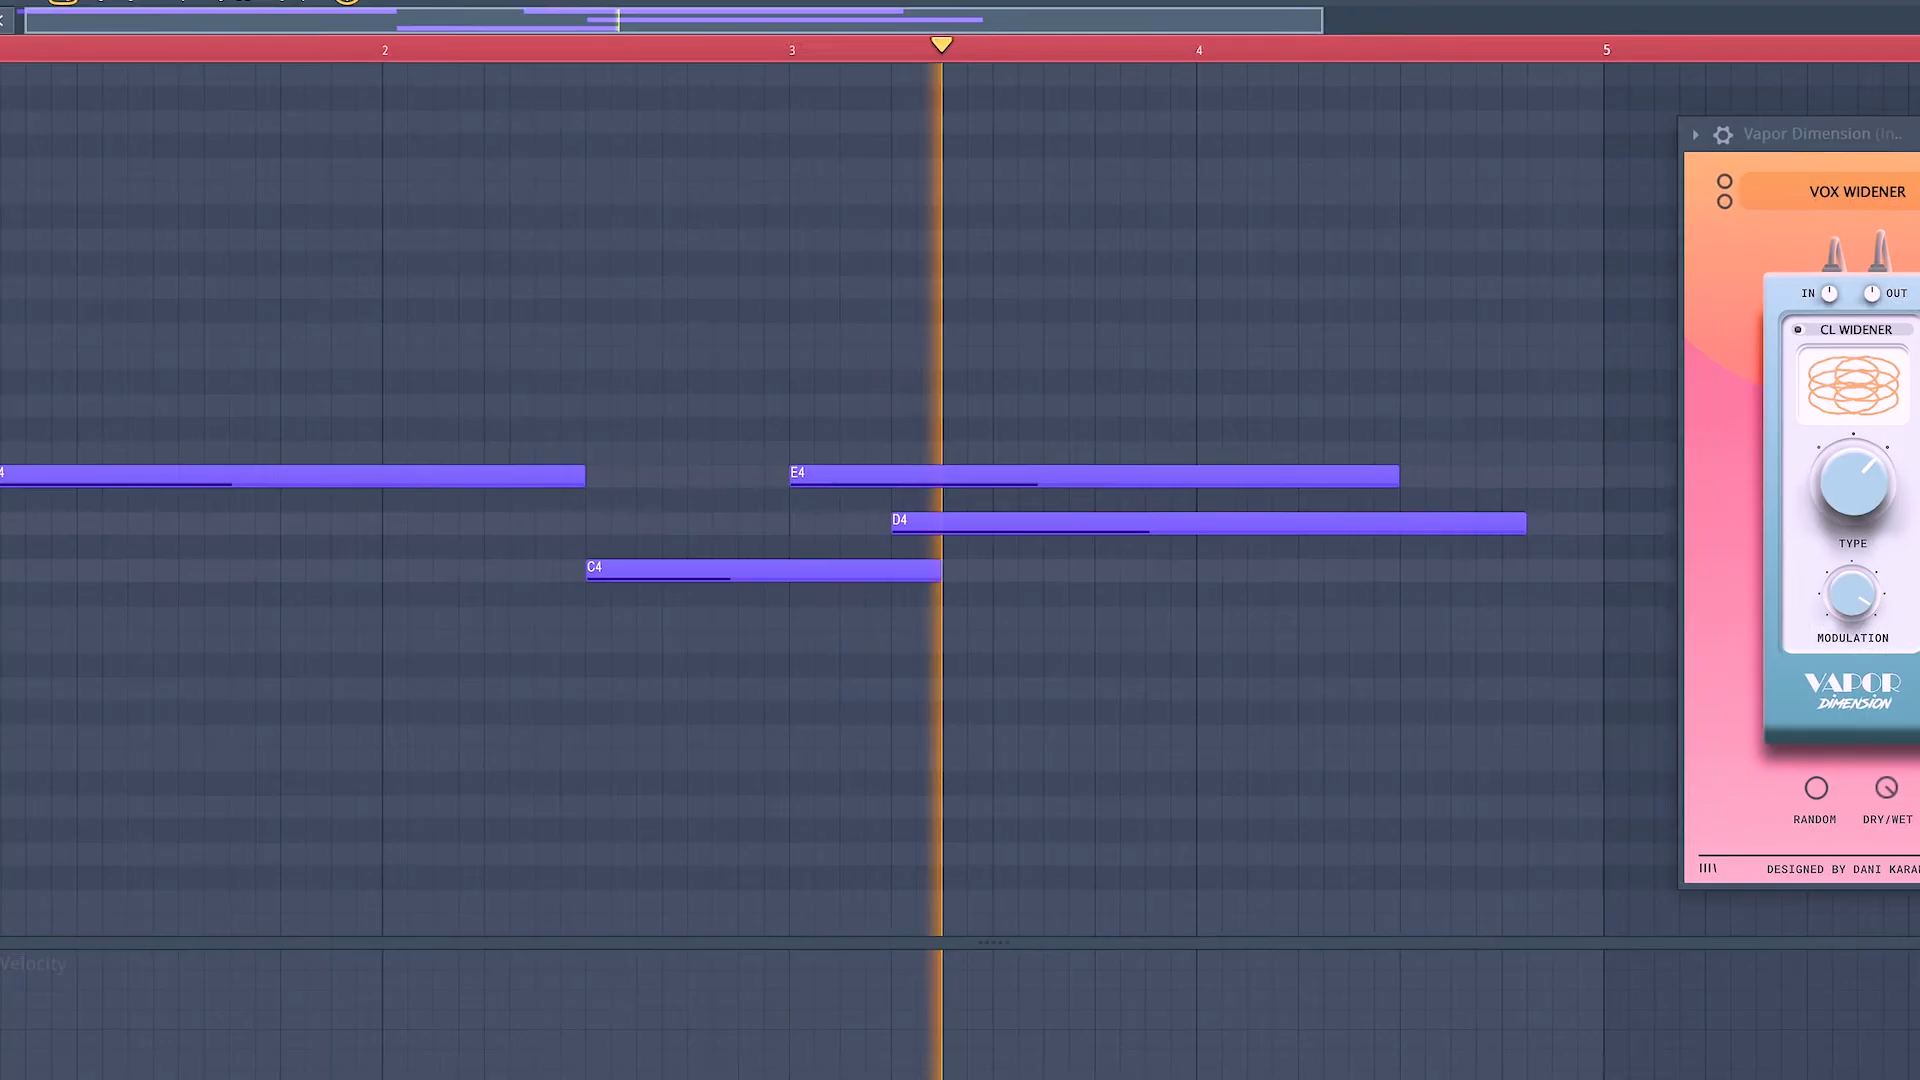 2
3
4
5
Vapor Dimension (In..
VOX WIDENER
IN
OUT
CL WIDENER
4
E4
D4
C4
TYPE
MODULATION
VAPOR
DIMENSION
RANDOM
DRY/WET
DESIGNED BY DANI KARA
Velocity